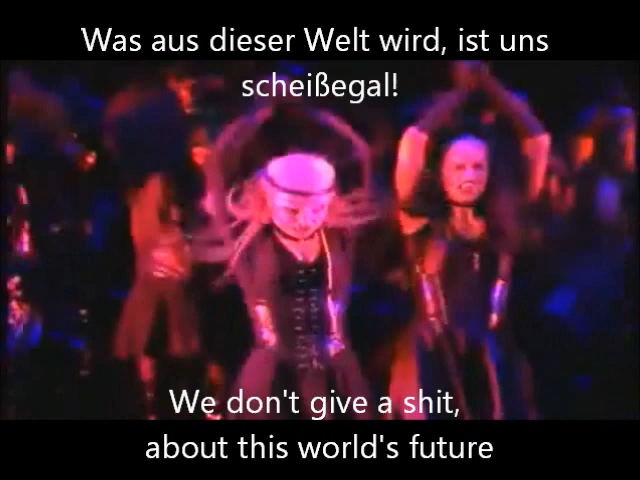 Was aus dieser Welt wird, ist uns
scheißegal!
We don't give a shit,
about this world's future